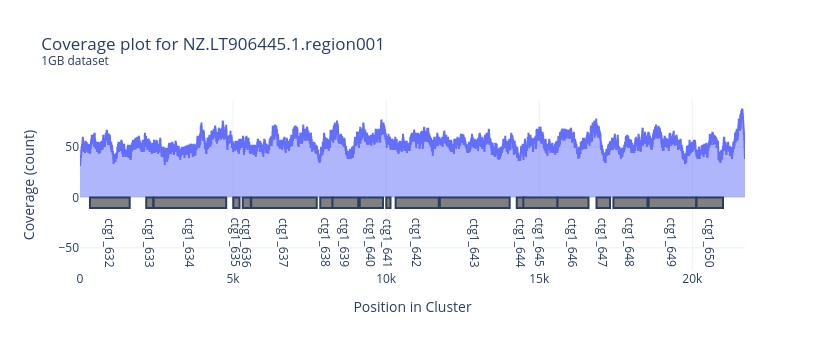 Coverage plot for NZ.LT906445.1.region001
1GB dataset
Coverage (count)
50
0
−50
ctg1_632
ctg1_633
ctg1_634
ctg1_635
ctg1_636
ctg1_637
ctg1_638
ctg1_639
ctg1_640
ctg1_641
ctg1_642
ctg1_643
ctg1_644
ctg1_645
ctg1_646
ctg1_647
ctg1_648
ctg1_649
ctg1_650
0 5k 10k 15k 20k
Position in Cluster